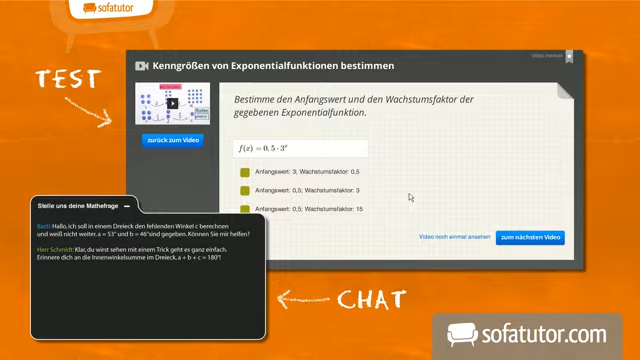 sofatutor
TEST
Video merken
Kenngrößen von Exponentialfunktionen bestimmen
Bestimme den Anfangswert und den Wachstumsfaktor der
gegebenen Exponentialfunktion.
zurück zum Video
f(x) = 0, 5 · 3ˣ
Anfangswert: 3; Wachstumsfaktor: 0,5
Anfangswert: 0,5; Wachstumsfaktor: 3
Anfangswert: 0,5; Wachstumsfaktor: 15
Video noch einmal ansehen
zum nächsten Video
Stelle uns deine Mathefrage
Basti: Hallo, ich soll in einem Dreieck den fehlenden Winkel c berechnen
und weiß nicht weiter. a = 53° und b = 46° sind gegeben. Können Sie mir helfen?
Herr Schmidt: Klar, du wirst sehen mit einem Trick geht es ganz einfach.
Erinnere dich an die Innenwinkelsumme im Dreieck, a + b + c = 180°!
CHAT
sofatutor.com